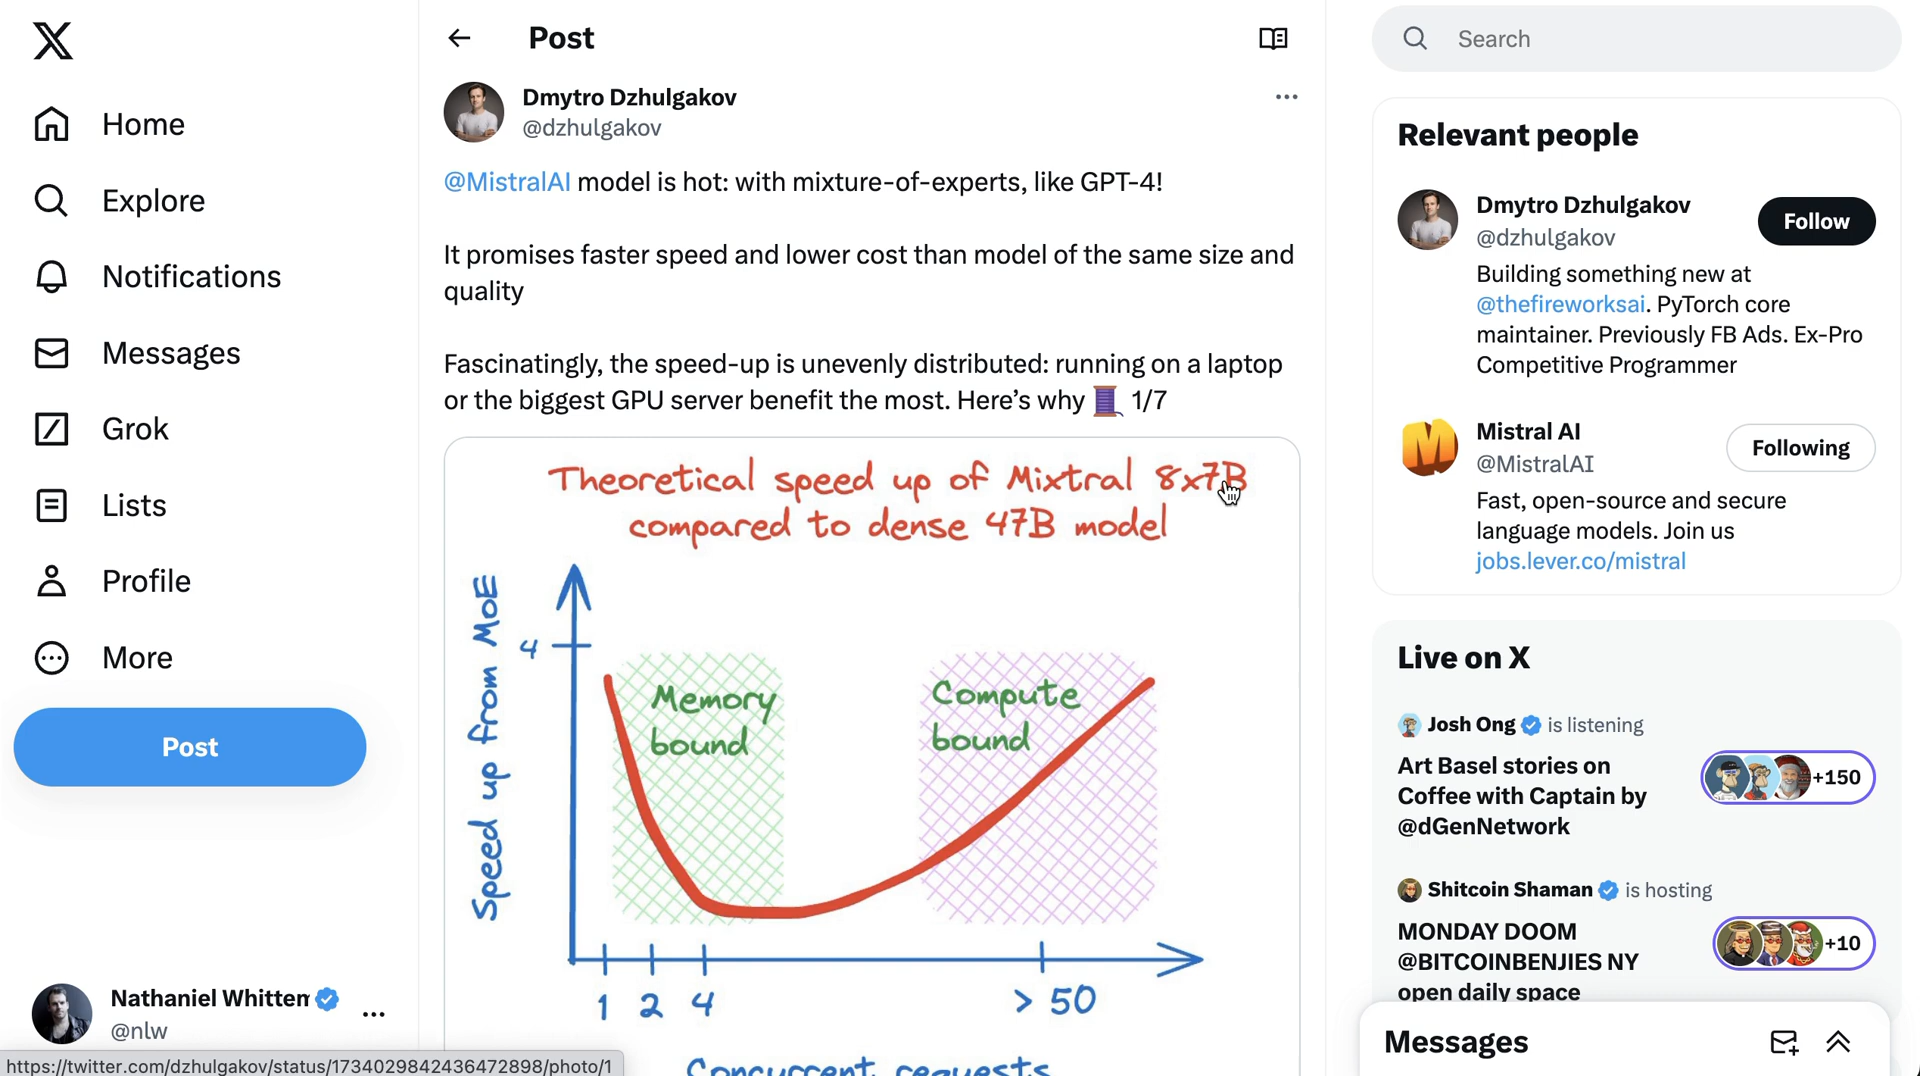 Home
Explore
Notifications
Messages
Grok
Lists
Profile
More
Post
Nathaniel Whittem
@nlw
https://twitter.com/dzhulgakov/status/1734029842436472898/photo/1
Post
Dmytro Dzhulgakov
@dzhulgakov
@MistralAI model is hot: with mixture-of-experts, like GPT-4!
It promises faster speed and lower cost than model of the same size and
quality
Fascinatingly, the speed-up is unevenly distributed: running on a laptop
or the biggest GPU server benefit the most. Here’s why 🧵 1/7
Theoretical speed up of Mixtral 8x7B
compared to dense 47B model
Speed up from MoE
4
Memory
bound
Compute
bound
1 2 4 > 50
Concurrent requests
Search
Relevant people
Dmytro Dzhulgakov
@dzhulgakov
Follow
Building something new at
@thefireworksai. PyTorch core
maintainer. Previously FB Ads. Ex-Pro
Competitive Programmer
Mistral AI
@MistralAI
Following
Fast, open-source and secure
language models. Join us
jobs.lever.co/mistral
Live on X
Josh Ong is listening
Art Basel stories on
Coffee with Captain by
@dGenNetwork
+150
Shitcoin Shaman is hosting
MONDAY DOOM
@BITCOINBENJIES NY
open daily space
+10
Messages